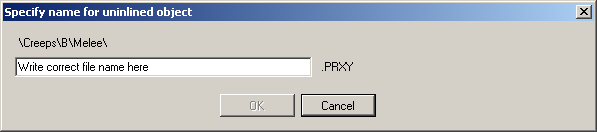 Specify name for uninlined object
\Creeps\B\Melee\
Write correct file name here .PRXY
OK Cancel